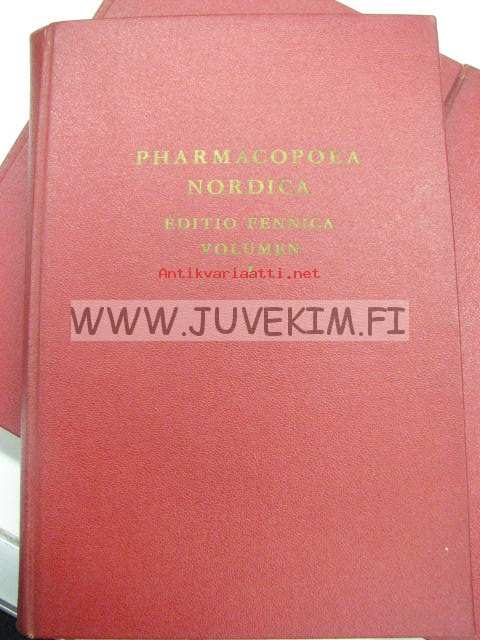 PHARMACOPOEA
NORDICA
EDITIO FENNICA
VOLUMEN
Antikvariaatti.net
WWW.JUVEKIM.FI